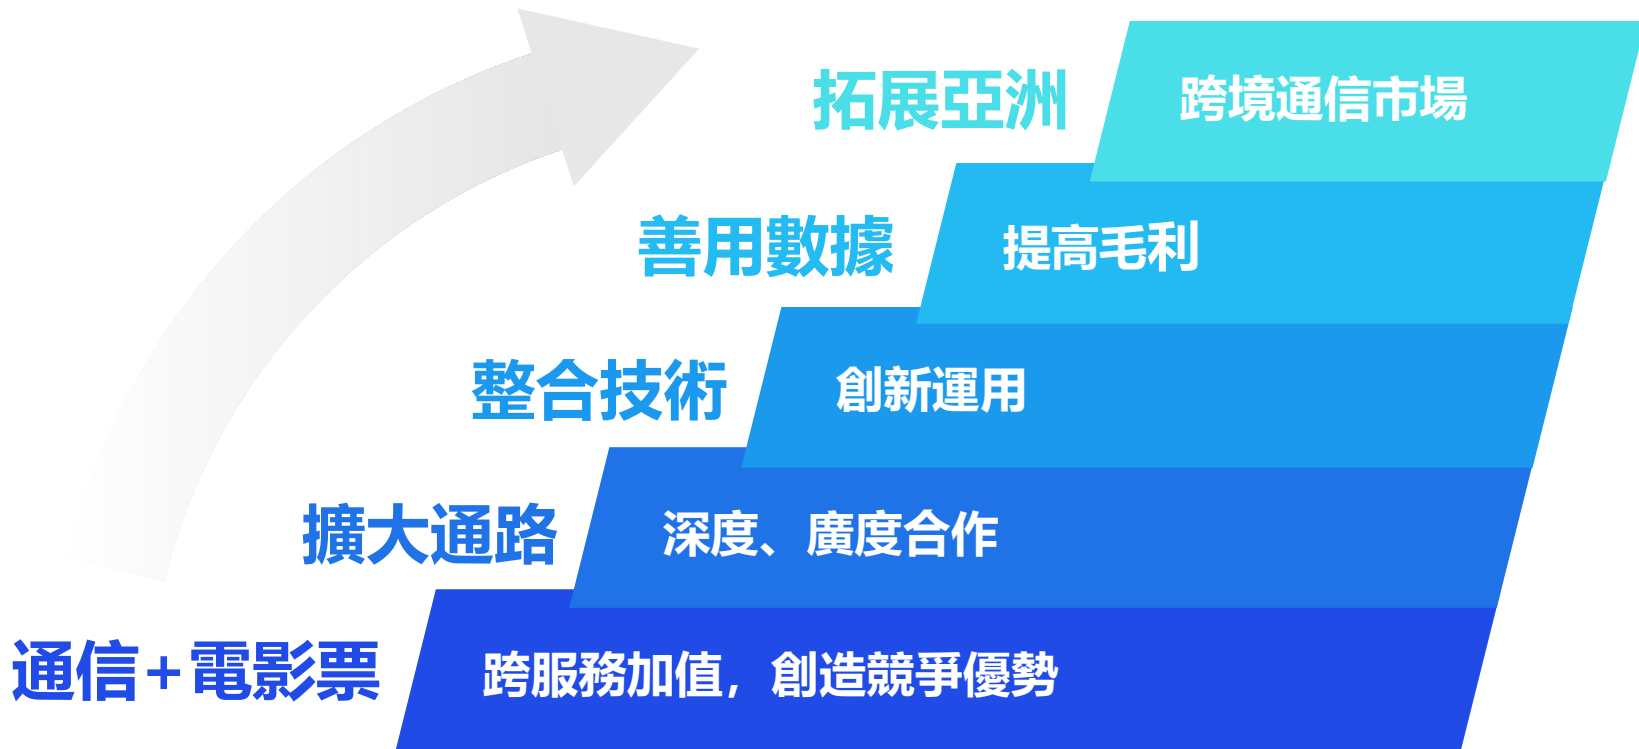 拓展亞洲
跨境通信市場
善用數據
提高毛利
整合技術
創新運用
擴大通路
深度、廣度合作
通信+電影票
跨服務加值，創造競爭優勢